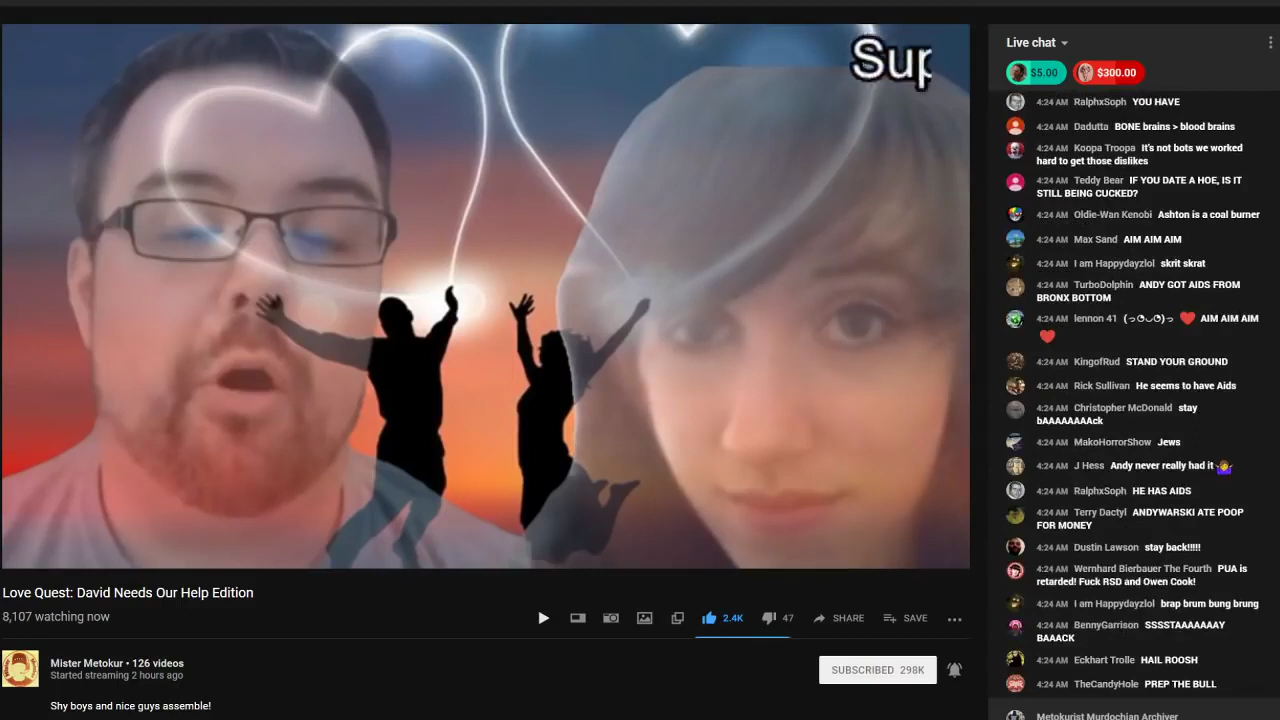 Sup
Live chat
$5.00 $300.00
4:24 AM RalphxSoph YOU HAVE
4:24 AM Dadutta BONE brains > blood brains
4:24 AM Koopa Troopa It's not bots we worked
hard to get those dislikes
4:24 AM Teddy Bear IF YOU DATE A HOE, IS IT
STILL BEING CUCKED?
4:24 AM Oldie-Wan Kenobi Ashton is a coal burner
4:24 AM Max Sand AIM AIM AIM
4:24 AM I am Happydayzlol skrit skrat
4:24 AM TurboDolphin ANDY GOT AIDS FROM
BRONX BOTTOM
4:24 AM lennon 41 (っ◔◡◔)っ ❤️ AIM AIM AIM
❤️
4:24 AM KingofRud STAND YOUR GROUND
4:24 AM Rick Sullivan He seems to have Aids
4:24 AM Christopher McDonald stay
bAAAAAAAAck
4:24 AM MakoHorrorShow Jews
4:24 AM J Hess Andy never really had it 🤷‍♀️
4:24 AM RalphxSoph HE HAS AIDS
4:24 AM Terry Dactyl ANDYWARSKI ATE POOP
FOR MONEY
4:24 AM Dustin Lawson stay back!!!!!
4:24 AM Wernhard Bierbauer The Fourth PUA is
retarded! Fuck RSD and Owen Cook!
4:24 AM I am Happydayzlol brap brum bung brung
4:24 AM BennyGarrison SSSSTAAAAAAAY
BAAACK
4:24 AM Eckhart Trolle HAIL ROOSH
4:24 AM TheCandyHole PREP THE BULL
Metokurist Murdochian Archiver
Love Quest: David Needs Our Help Edition
8,107 watching now
2.4K 47 SHARE SAVE
Mister Metokur • 126 videos
Started streaming 2 hours ago
SUBSCRIBED 298K
Shy boys and nice guys assemble!